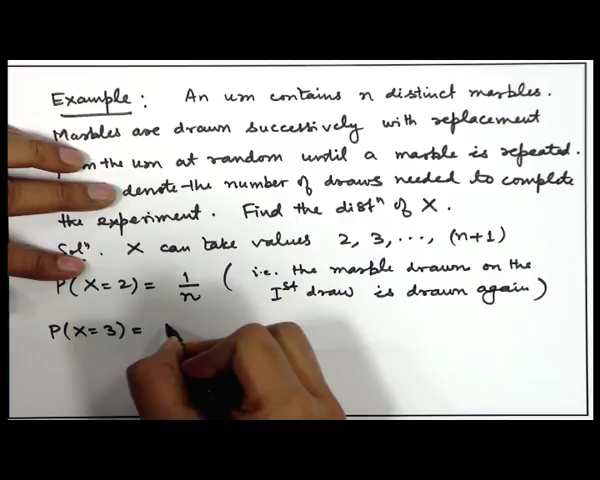 Example : An urn contains n distinct marbles.
Marbles are drawn successively with replacement
the urn at random until a marble is repeated.
denote the number of draws needed to complete
the experiment. Find the distⁿ of X.
Solⁿ. X can take values 2, 3, ..., (n+1)
P(X=2) = 1/n ( i.e. the marble drawn on the
Iˢᵗ draw is drawn again )
P(X=3) =